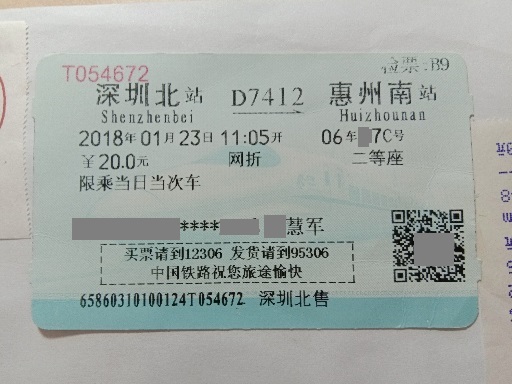 T054672
检票:B9
深圳北站 D7412 惠州南站
Shenzhenbei Huizhounan
2018年01月23日11:05开 06车 7C号
￥20.0元 网折 二等座
限乘当日当次车
**** 慧军
买票请到12306 发货请到95306
中国铁路祝您旅途愉快
65860310100124T054672 深圳北售